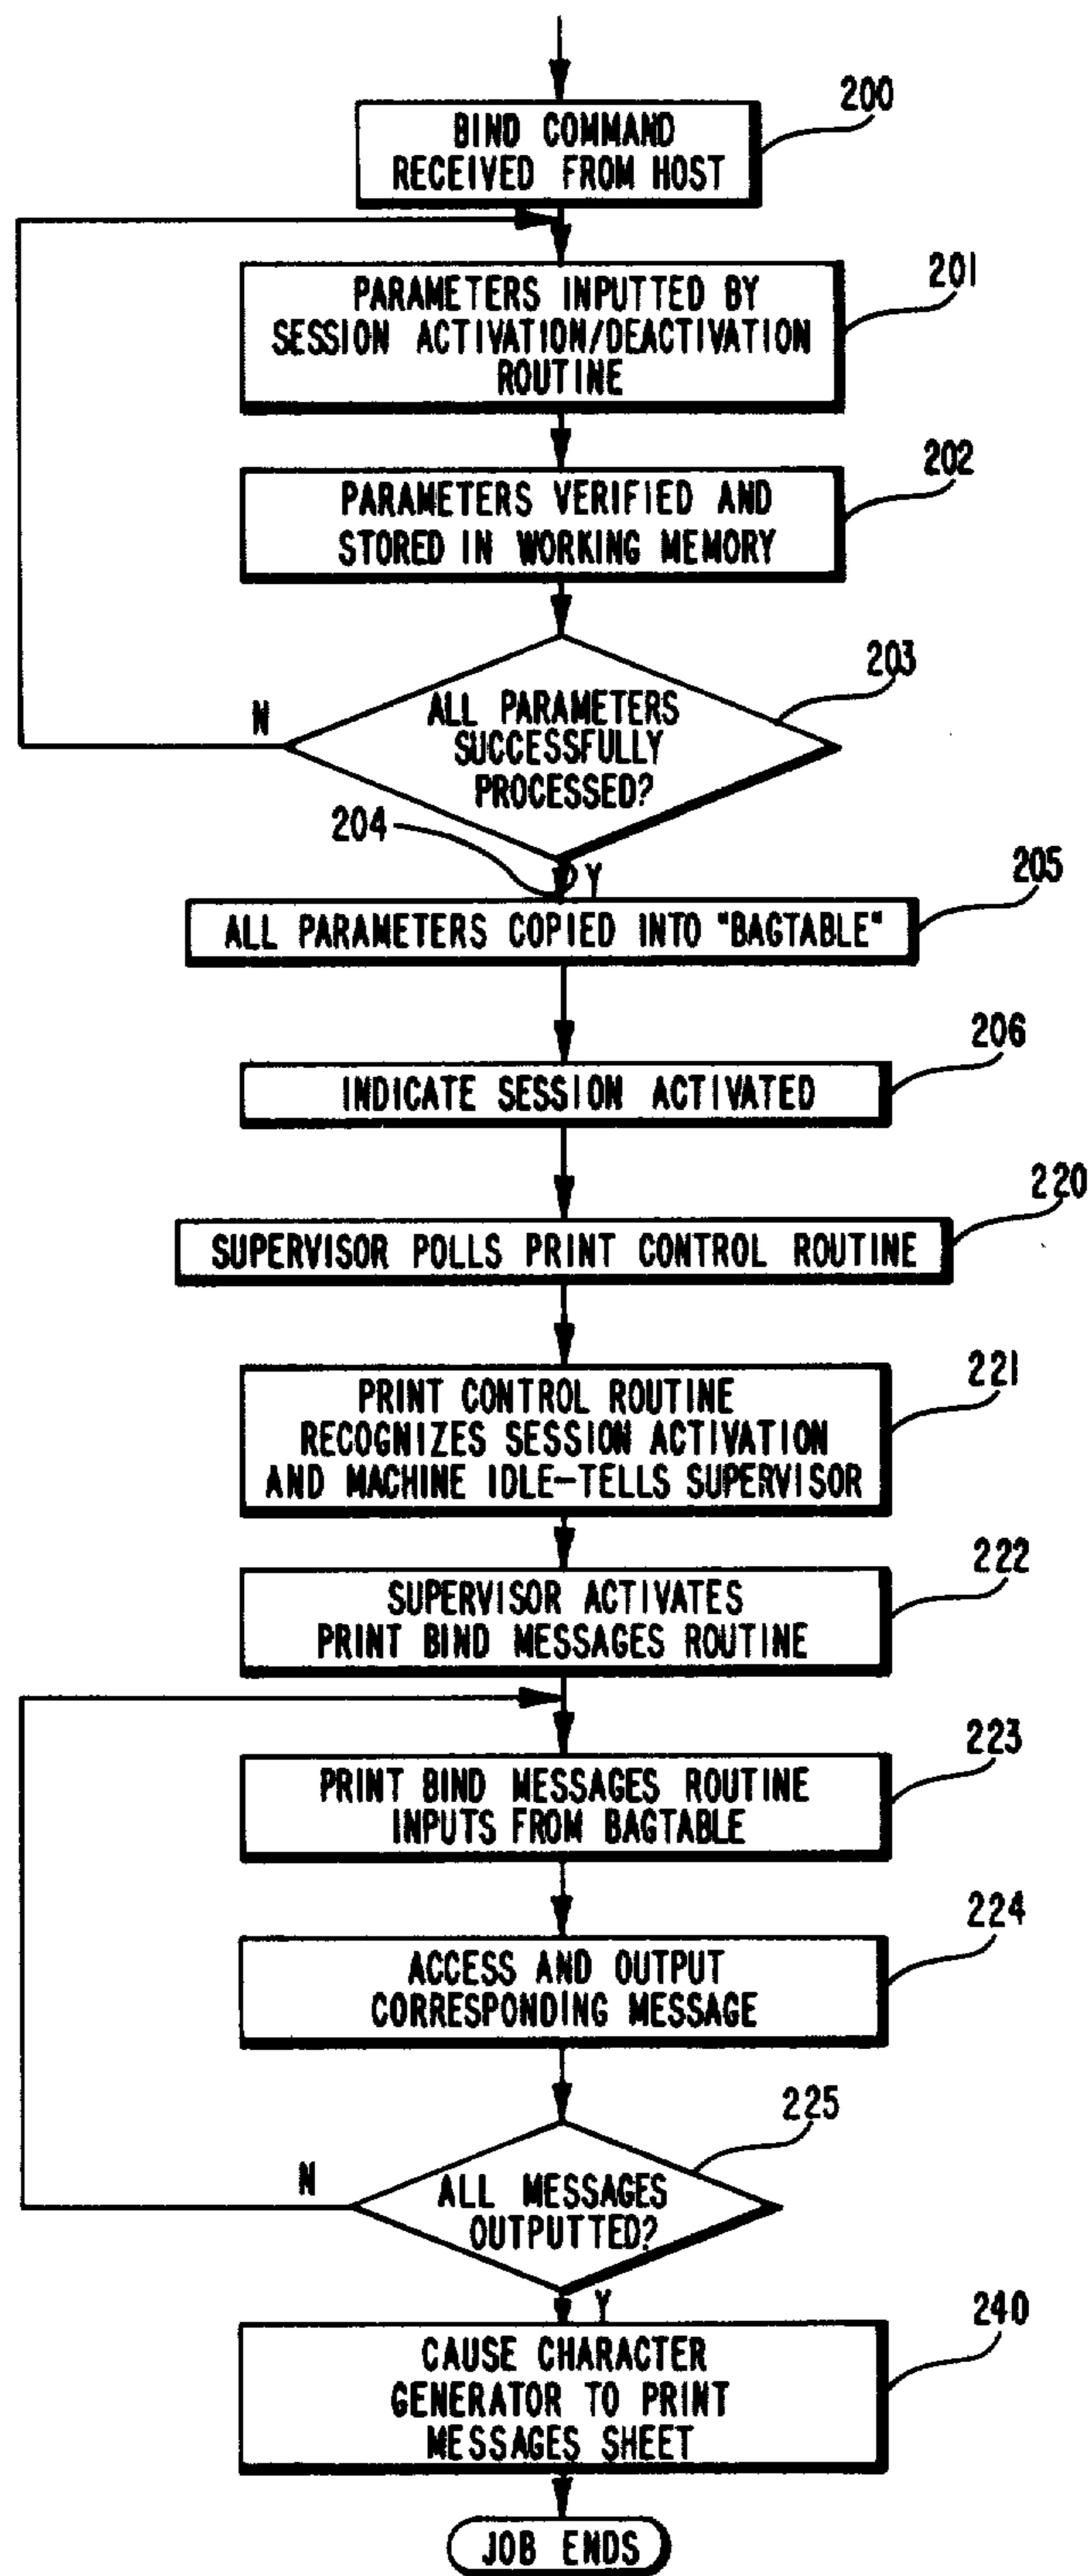 200
BIND COMMAND
RECEIVED FROM HOST
201
PARAMETERS INPUTTED BY
SESSION ACTIVATION/DEACTIVATION
ROUTINE
202
PARAMETERS VERIFIED AND
STORED IN WORKING MEMORY
203
ALL PARAMETERS
SUCCESSFULLY
PROCESSED?
N
204
Y
205
ALL PARAMETERS COPIED INTO "BAGTABLE"
206
INDICATE SESSION ACTIVATED
220
SUPERVISOR POLLS PRINT CONTROL ROUTINE
221
PRINT CONTROL ROUTINE
RECOGNIZES SESSION ACTIVATION
AND MACHINE IDLE-TELLS SUPERVISOR
222
SUPERVISOR ACTIVATES
PRINT BIND MESSAGES ROUTINE
223
PRINT BIND MESSAGES ROUTINE
INPUTS FROM BAGTABLE
224
ACCESS AND OUTPUT
CORRESPONDING MESSAGE
225
N
ALL MESSAGES
OUTPUTTED?
Y
240
CAUSE CHARACTER
GENERATOR TO PRINT
MESSAGES SHEET
JOB ENDS